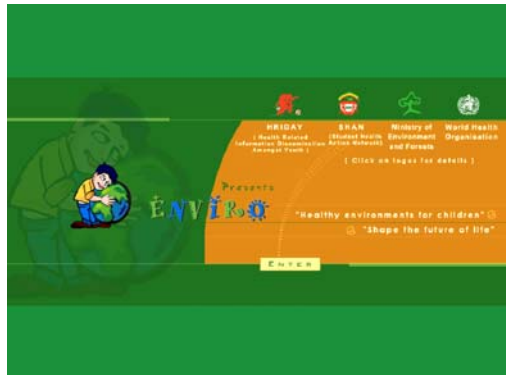 HRIDAY
( Health Related
Information Dissemination
Amongst Youth )
SHAN
(Student Health
Action Network)
Ministry of
Environment
and Forests
World Health
Organisation
( Click on logos for details )
Presents
ENVIRO
"Healthy environments for children"
"Shape the future of life"
ENTER